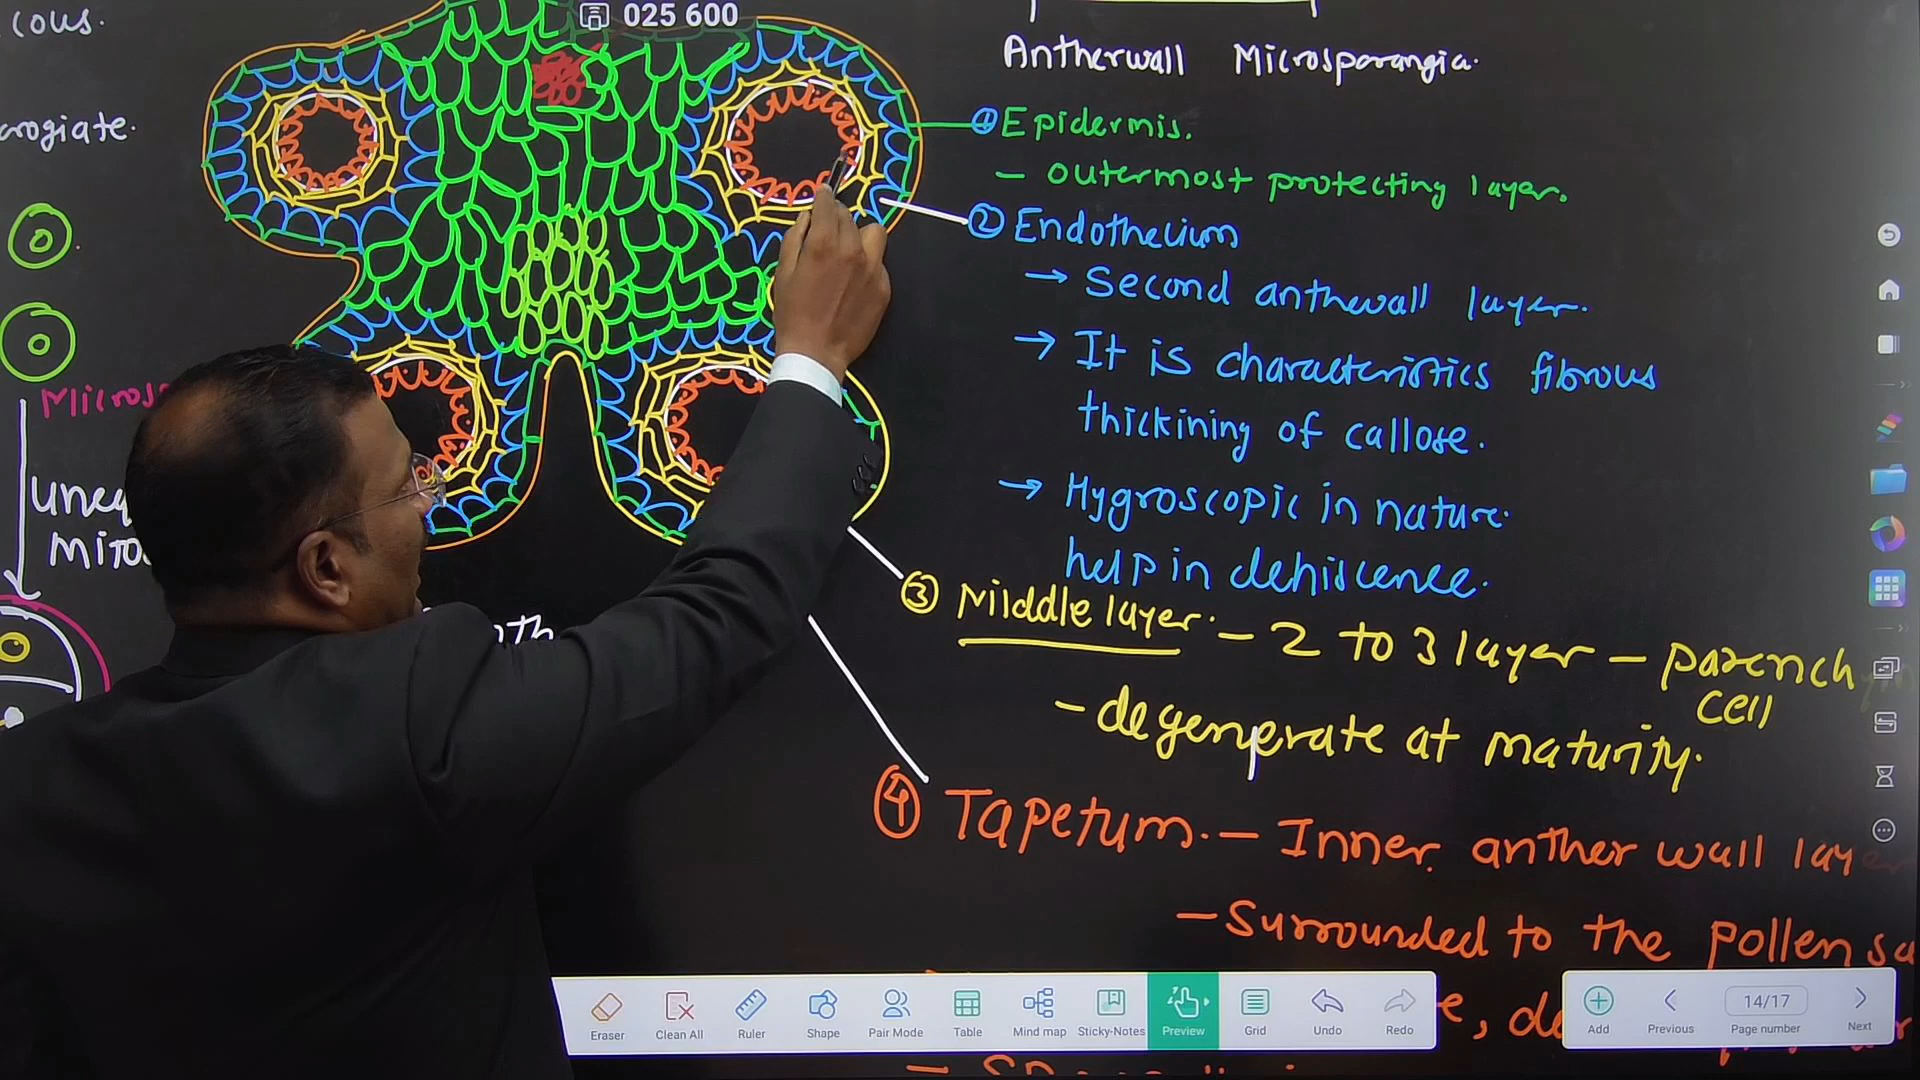 025 600
cous.
Antherwall Microsporangia.
① Epidermis.
- outermost protecting layer.
② Endothelium
→ Second anthewall layer.
→ It is characteristics fibrous
thickining of callose.
→ Hygroscopic in nature
help in dehiscence.
③ Middle layer. - 2 to 3 layer - parench
cell
- degenerate at maturity.
④ Tapetum. - Inner anther wall lay
- Surrounded to the pollen sa
Eraser Clean All Ruler Shape Pair Mode Table Mind map Sticky-Notes Preview Grid Undo Redo
Add Previous 14/17 Page number Next